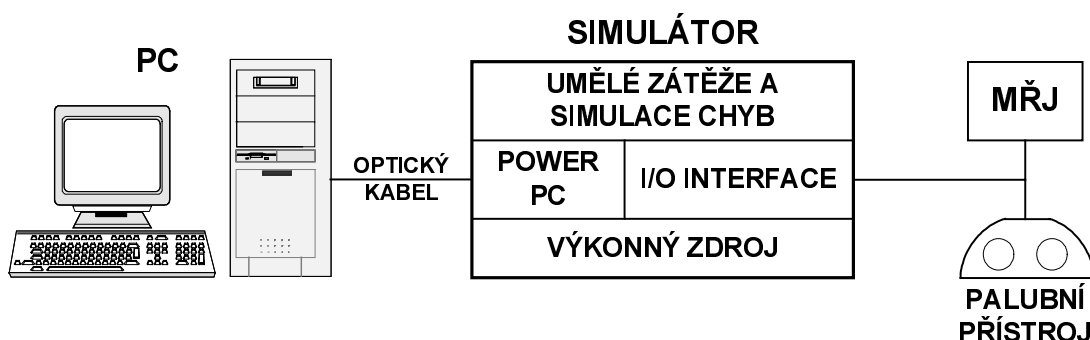 PC
OPTICKÝ
KABEL
SIMULÁTOR
UMĚLÉ ZÁTĚŽE A
SIMULACE CHYB
POWER
PC
I/O INTERFACE
VÝKONNÝ ZDROJ
MŘJ
PALUBNÍ
PŘÍSTROJ